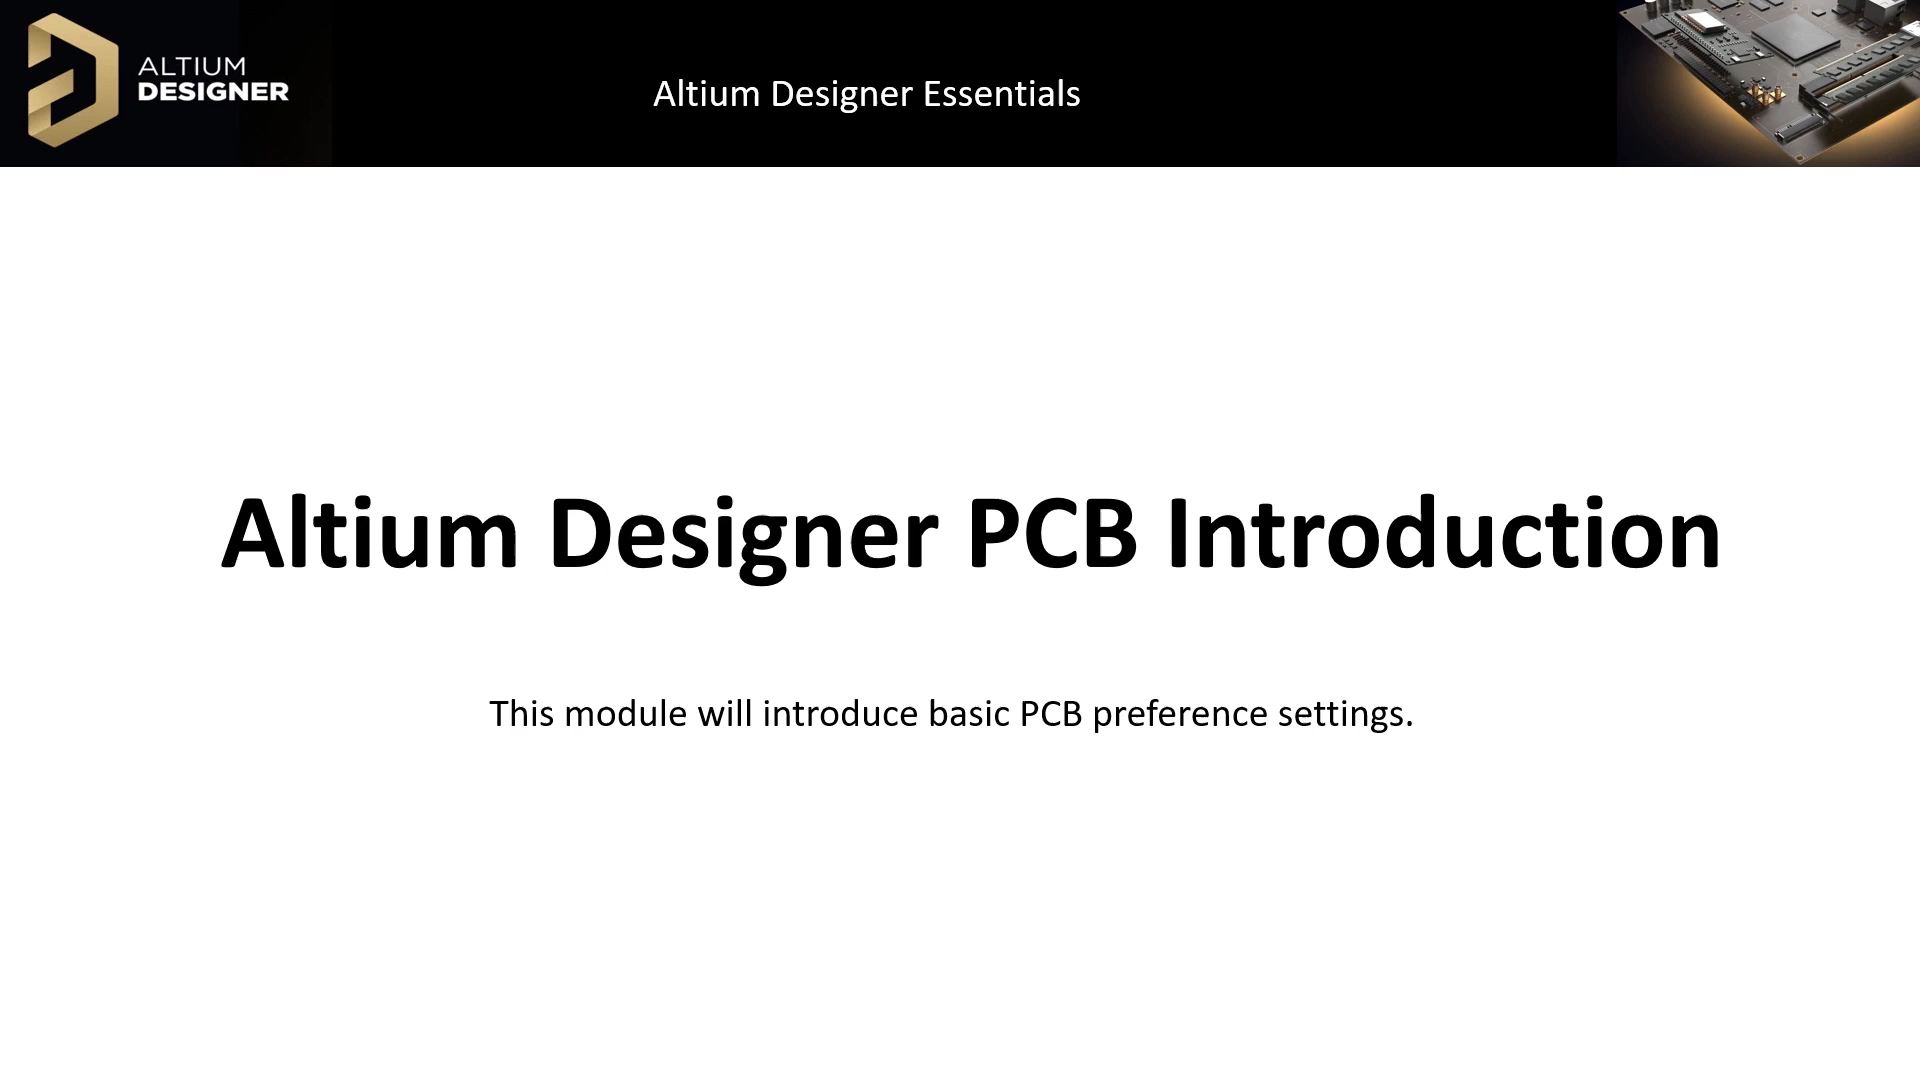 ALTIUM
DESIGNER
Altium Designer Essentials
Altium Designer PCB Introduction
This module will introduce basic PCB preference settings.